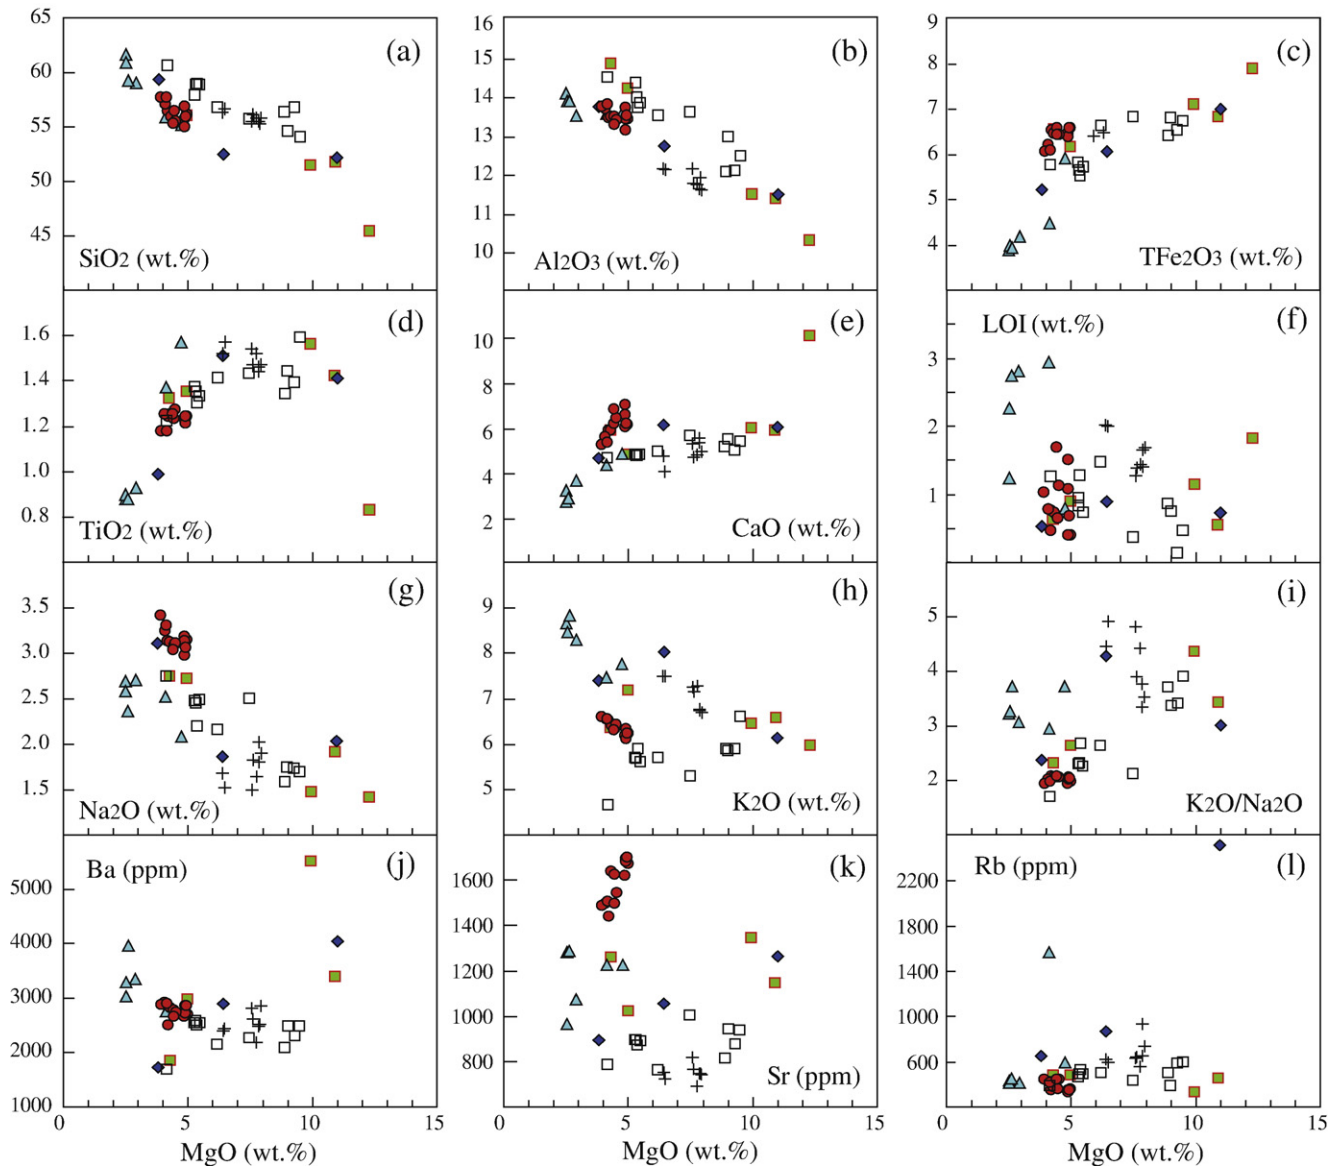 65
60
55
50
45
(a)
SiO2 (wt.%)
16
15
14
13
12
11
10
(b)
Al2O3 (wt.%)
9
8
7
6
5
4
(c)
TFe2O3 (wt.%)
1.6
1.4
1.2
1.0
0.8
(d)
TiO2 (wt.%)
10
8
6
4
2
(e)
CaO (wt.%)
3
2
1
LOI (wt.%)
(f)
3.5
3.0
2.5
2.0
1.5
(g)
Na2O (wt.%)
9
8
7
6
5
(h)
K2O (wt.%)
5
4
3
2
(i)
K2O/Na2O
5000
4000
3000
2000
1000
Ba (ppm)
(j)
0 5 10 15
MgO (wt.%)
1600
1400
1200
1000
800
(k)
Sr (ppm)
0 5 10 15
MgO (wt.%)
2200
1800
1400
1000
600
Rb (ppm)
(l)
0 5 10 15
MgO (wt.%)